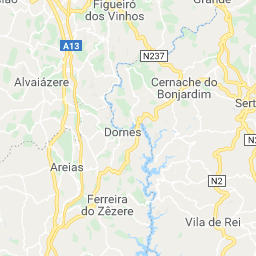 Figueiró
dos Vinhos
Grande
A13
N237
Alvaiázere
Cernache do
Bonjardim
Sert
Dornes
N2
Areias
N2
Ferreira
do Zêzere
Vila de Rei